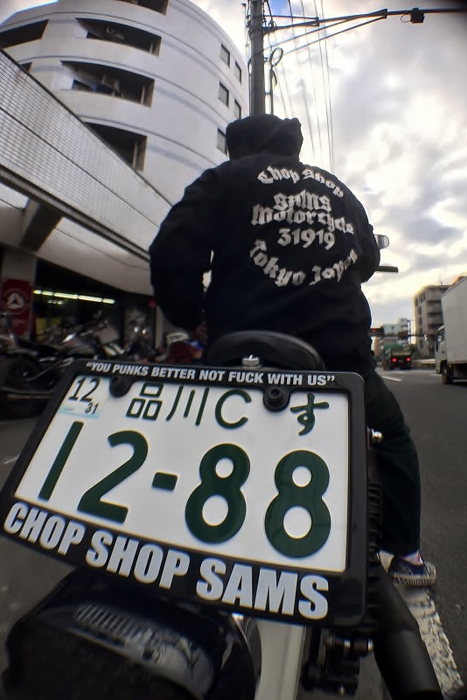 Chop Shop
SAMS
Motorcycle
31919
Tokyo Japan
"YOU PUNKS BETTER NOT FUCK WITH US"
12
31
品川C す
12-88
CHOP SHOP SAMS